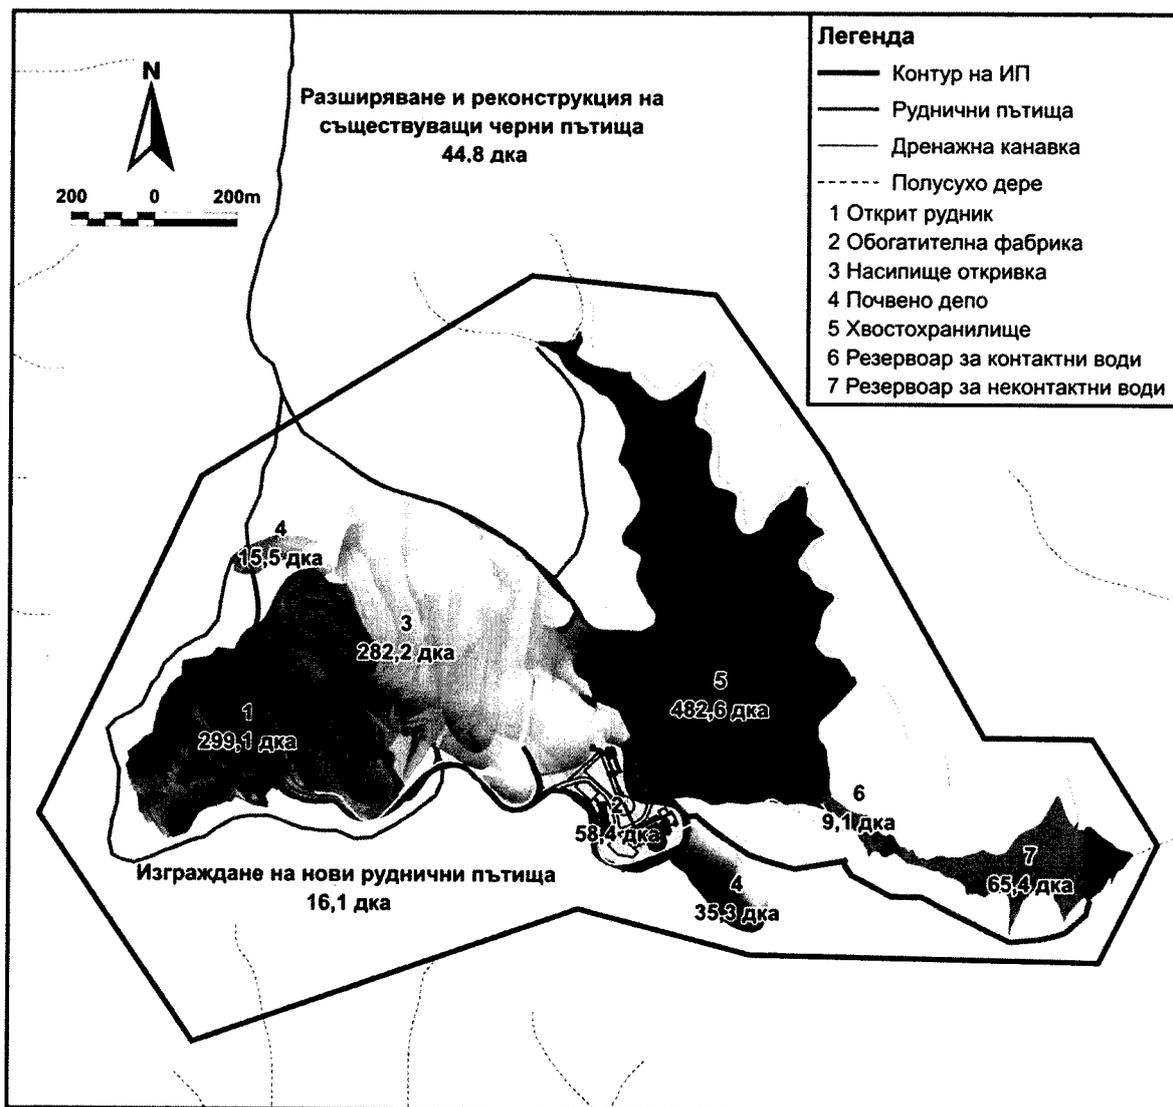 Легенда
Контур на ИП
Руднични пътища
Дренажна канавка
Полусухо дере
1 Открит рудник
2 Обогатителна фабрика
3 Насипище откривка
4 Почвено депо
5 Хвостохранилище
6 Резервоар за контактни води
7 Резервоар за неконтактни води
N
200 0 200m
Разширяване и реконструкция на
съществуващи черни пътища
44.8 дка
4
15,5 дка
3
282,2 дка
1
299,1 дка
5
482,6 дка
2
58,4 дка
6
9,1 дка
7
65,4 дка
4
35,3 дка
Изграждане на нови руднични пътища
16,1 дка